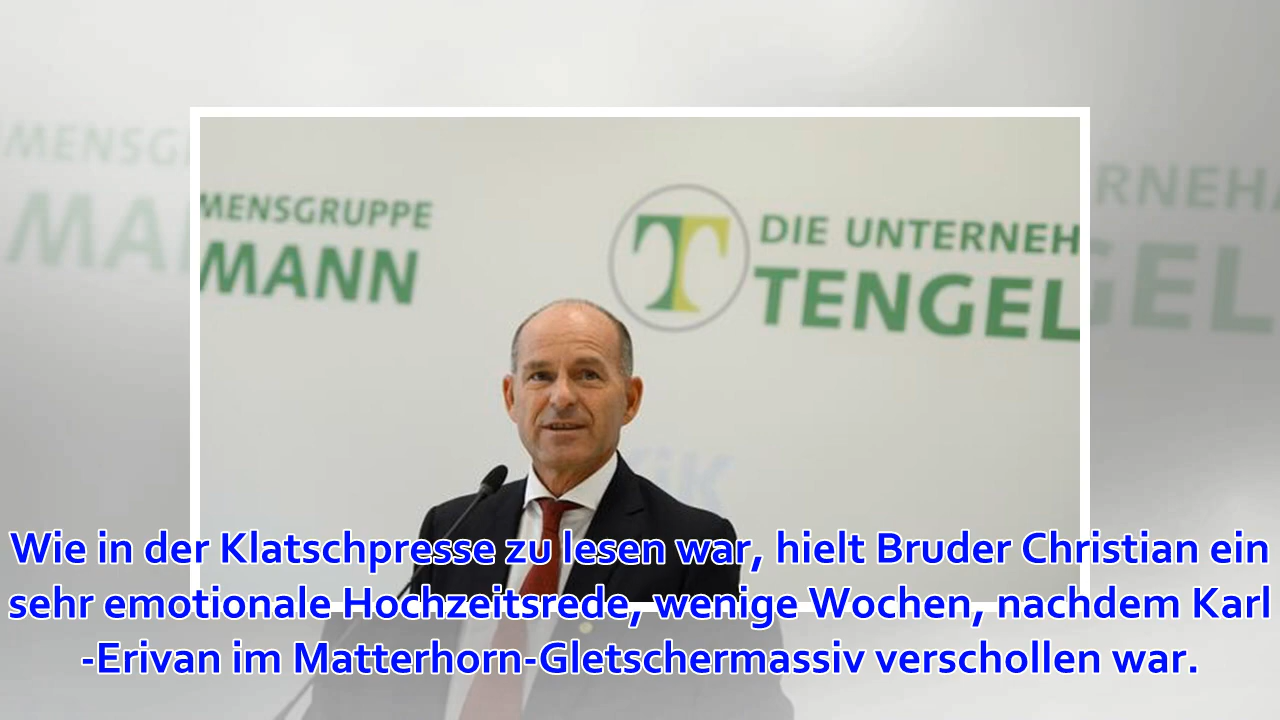 MENSGRUPPE
MANN
T
DIE UNTERNEH
TENGEL
Wie in der Klatschpresse zu lesen war, hielt Bruder Christian ein
sehr emotionale Hochzeitsrede, wenige Wochen, nachdem Karl
-Erivan im Matterhorn-Gletschermassiv verschollen war.